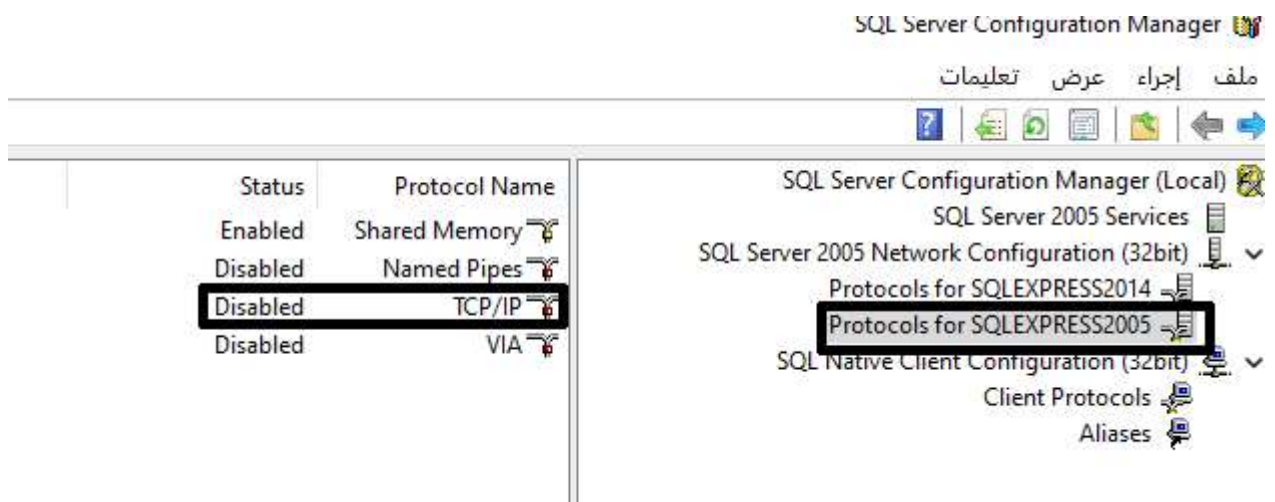 SQL Server Configuration Manager
ملف إجراء عرض تعليمات
SQL Server Configuration Manager (Local)
SQL Server 2005 Services
SQL Server 2005 Network Configuration (32bit)
Protocols for SQLEXPRESS2014
Protocols for SQLEXPRESS2005
SQL Native Client Configuration (32bit)
Client Protocols
Aliases
Protocol Name Status
Shared Memory Enabled
Named Pipes Disabled
TCP/IP Disabled
VIA Disabled